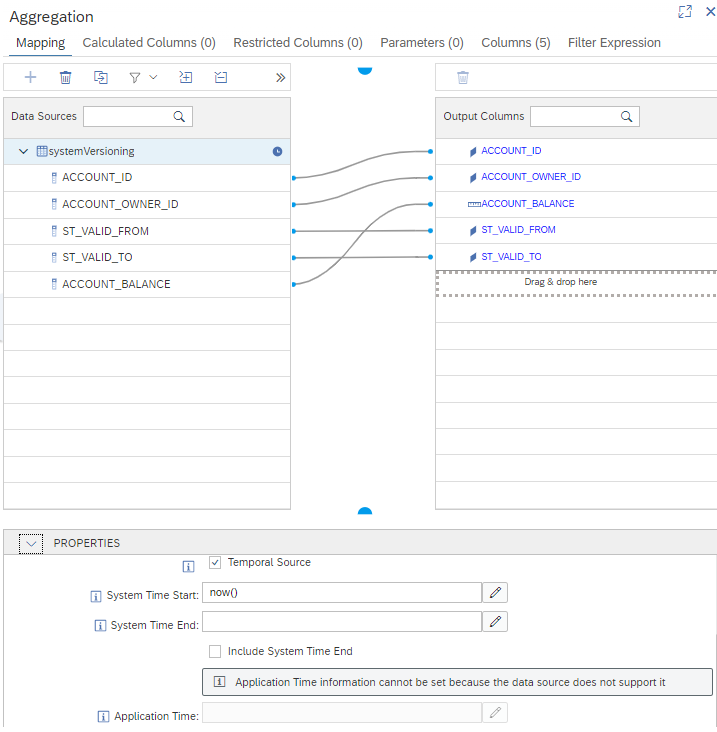 Aggregation
Mapping Calculated Columns (0) Restricted Columns (0) Parameters (0) Columns (5) Filter Expression
Data Sources
Output Columns
systemVersioning
ACCOUNT_ID
ACCOUNT_OWNER_ID
ST_VALID_FROM
ST_VALID_TO
ACCOUNT_BALANCE
ACCOUNT_ID
ACCOUNT_OWNER_ID
ACCOUNT_BALANCE
ST_VALID_FROM
ST_VALID_TO
Drag & drop here
PROPERTIES
Temporal Source
System Time Start: now()
System Time End:
Include System Time End
Application Time information cannot be set because the data source does not support it
Application Time: